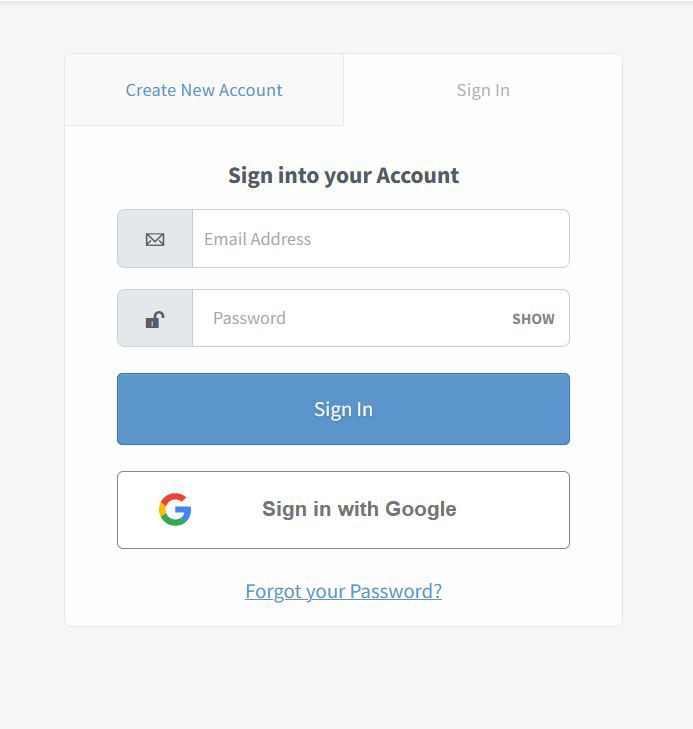 Create New Account
Sign In
Sign into your Account
Email Address
Password
SHOW
Sign In
Sign in with Google
Forgot your Password?